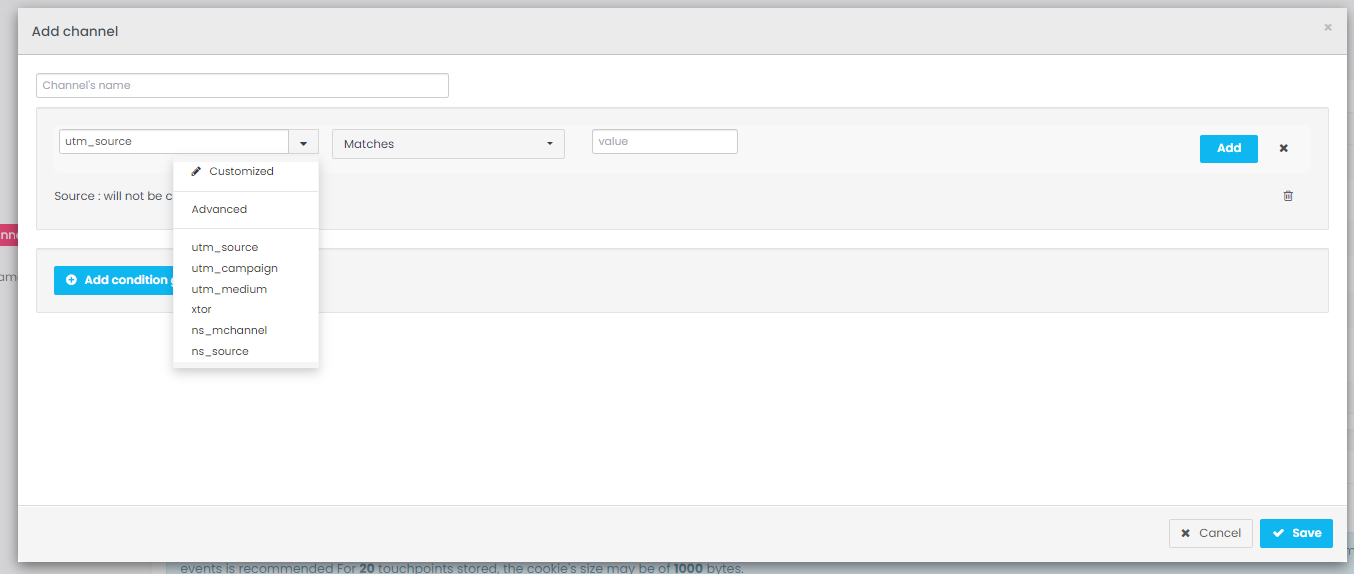 Add channel
×
Channel's name
utm_source
Matches
value
Add
Customized
Source : will not be c
Advanced
utm_source
utm_campaign
utm_medium
xtor
ns_mchannel
ns_source
Add condition
Cancel
Save
events is recommended For 20 touchpoints stored, the cookie's size may be of 1000 bytes.